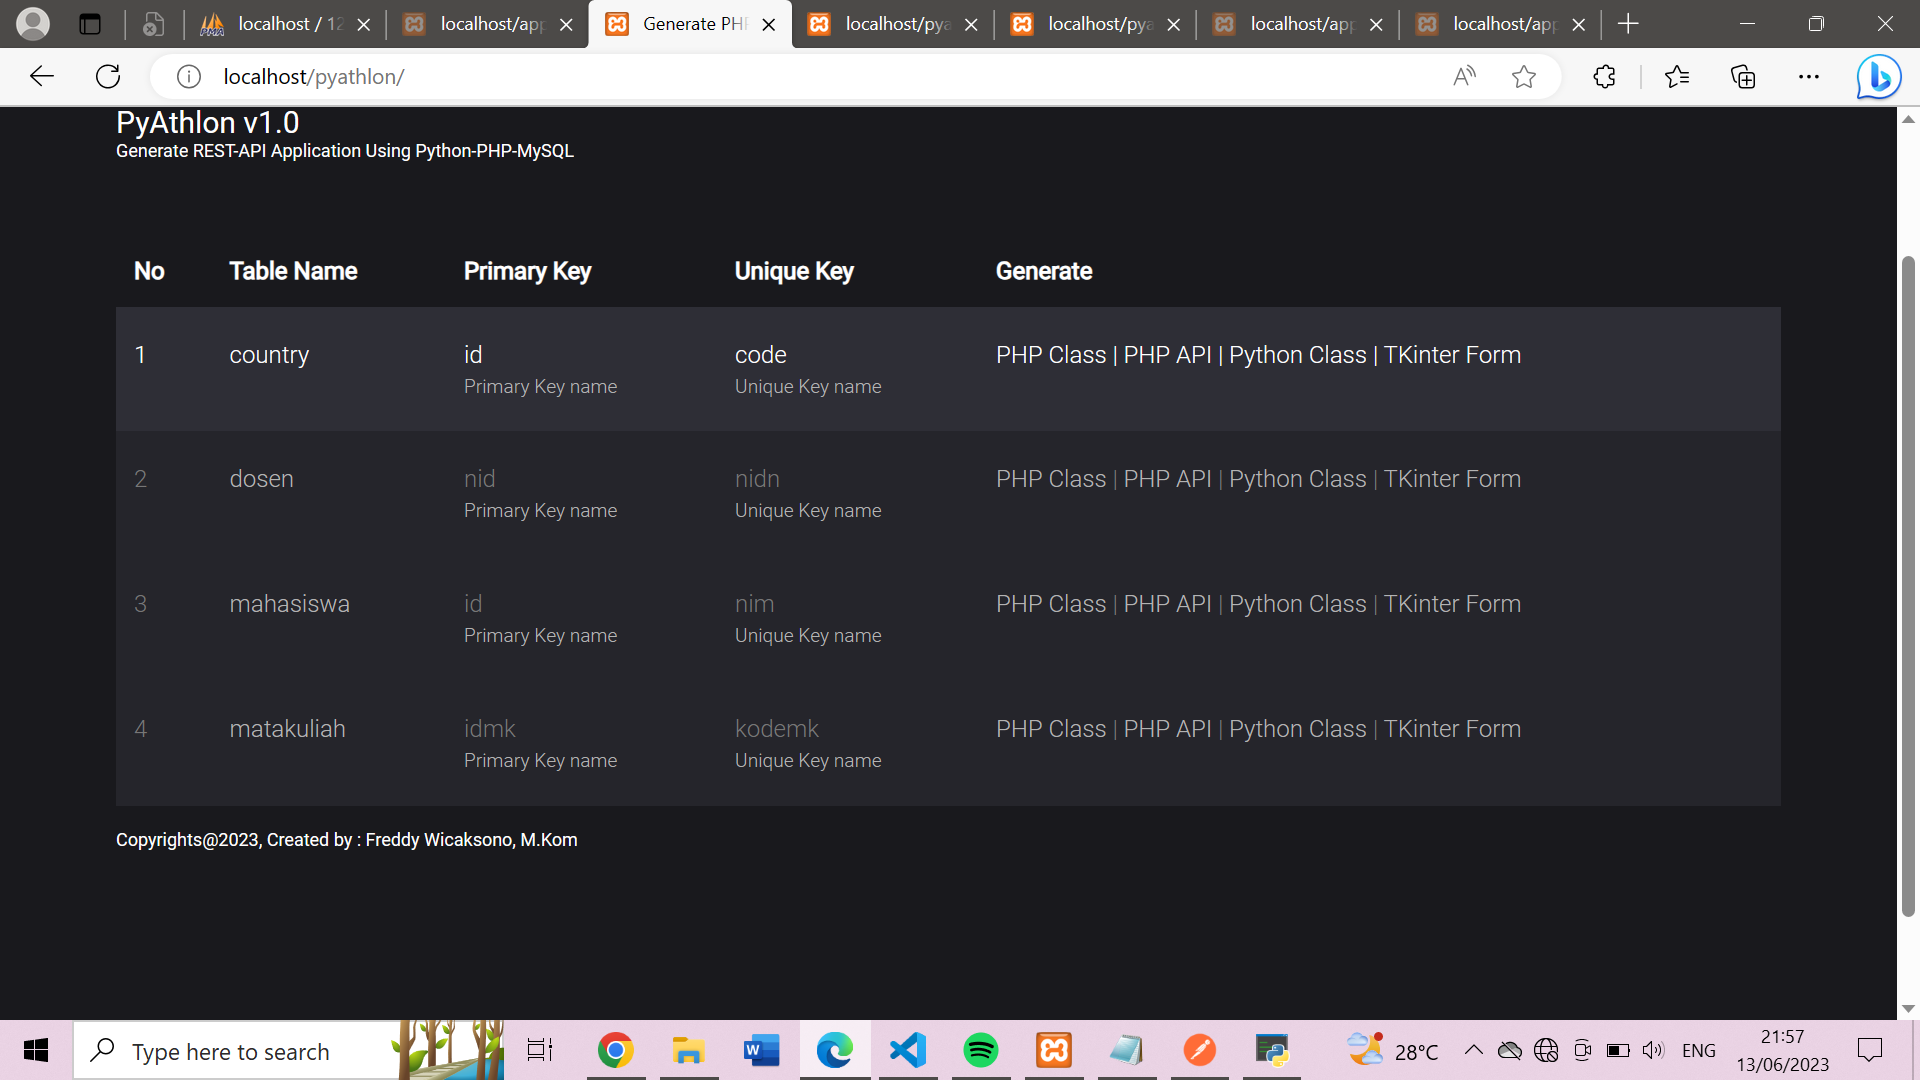 localhost / 12
localhost/app
Generate PHP
localhost/pya
localhost/pya
localhost/app
localhost/app
localhost/pyathlon/
PyAthlon v1.0
Generate REST-API Application Using Python-PHP-MySQL
No Table Name Primary Key Unique Key Generate
1 country id code PHP Class | PHP API | Python Class | TKinter Form
Primary Key name Unique Key name
2 dosen nid nidn PHP Class | PHP API | Python Class | TKinter Form
Primary Key name Unique Key name
3 mahasiswa id nim PHP Class | PHP API | Python Class | TKinter Form
Primary Key name Unique Key name
4 matakuliah idmk kodemk PHP Class | PHP API | Python Class | TKinter Form
Primary Key name Unique Key name
Copyrights@2023, Created by : Freddy Wicaksono, M.Kom
Type here to search
28°C
ENG
21:57
13/06/2023